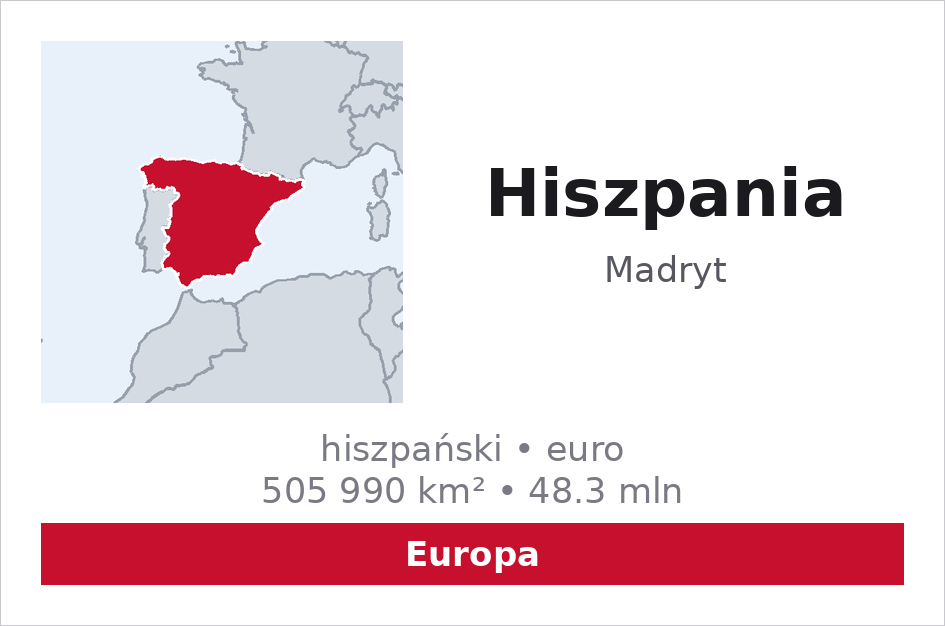 Hiszpania
Madryt
hiszpański • euro
505 990 km² • 48.3 mln
Europa